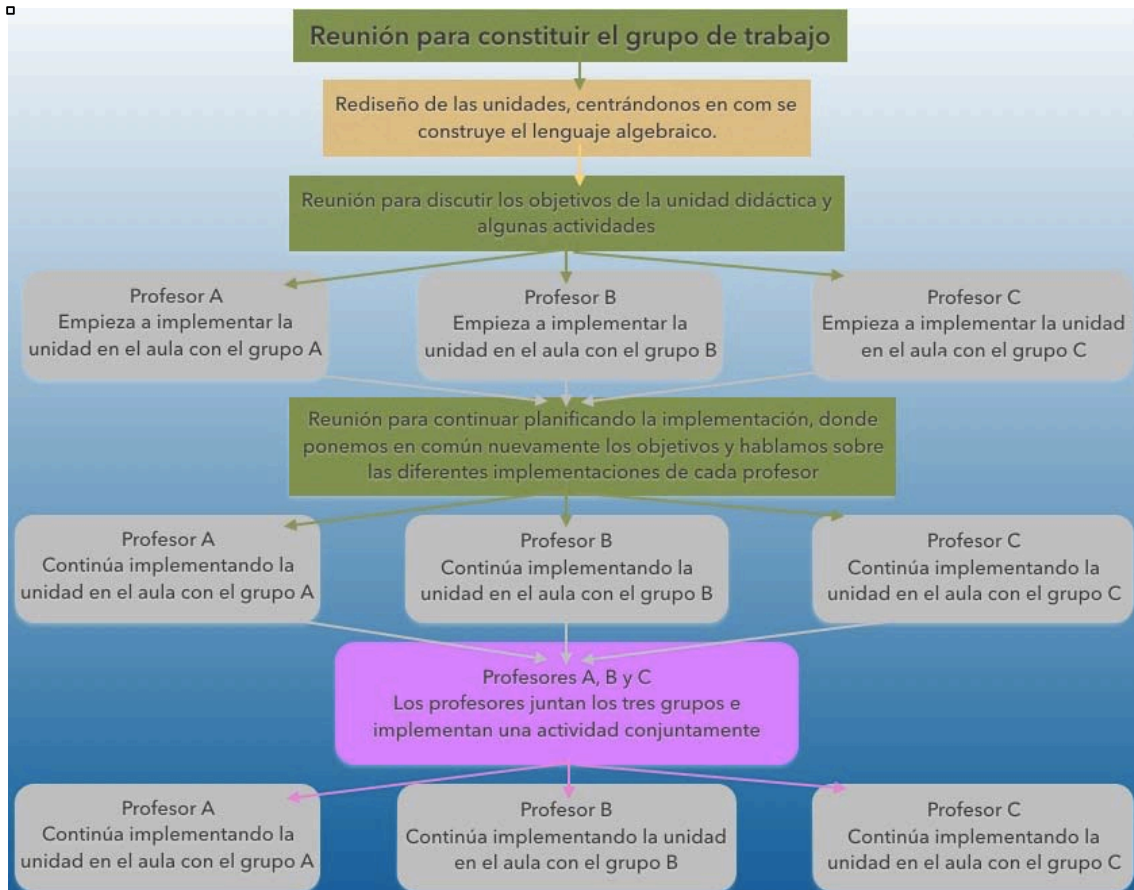 Reunión para constituir el grupo de trabajo
Rediseño de las unidades, centrándonos en com se
construye el lenguaje algebraico.
Reunión para discutir los objetivos de la unidad didáctica y
algunas actividades
Profesor A
Empieza a implementar la
unidad en el aula con el grupo A
Profesor B
Empieza a implementar la
unidad en el aula con el grupo B
Profesor C
Empieza a implementar la unidad
en el aula con el grupo C
Reunión para continuar planificando la implementación, donde
ponemos en común nuevamente los objetivos y hablamos sobre
las diferentes implementaciones de cada profesor
Profesor A
Continúa implementando la
unidad en el aula con el grupo A
Profesor B
Continúa implementando la
unidad en el aula con el grupo B
Profesor C
Continúa implementando la
unidad en el aula con el grupo C
Profesores A, B y C
Los profesores juntan los tres grupos e
implementan una actividad conjuntamente
Profesor A
Continúa implementando la
unidad en el aula con el grupo A
Profesor B
Continúa implementando la unidad
en el aula con el grupo B
Profesor C
Continúa implementando la
unidad en el aula con el grupo C